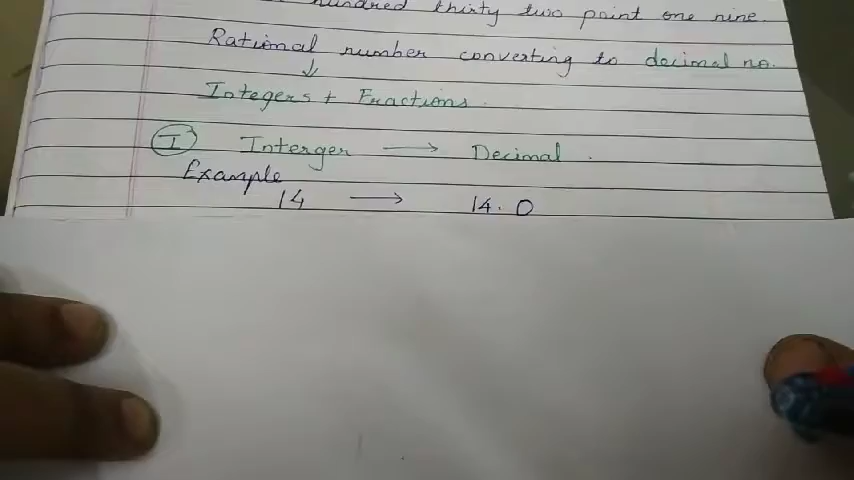 hundred thirty two point one nine.
Rational number converting to decimal no.
↓
Integers + Fractions.
I Interger → Decimal.
Example
14 → 14.0